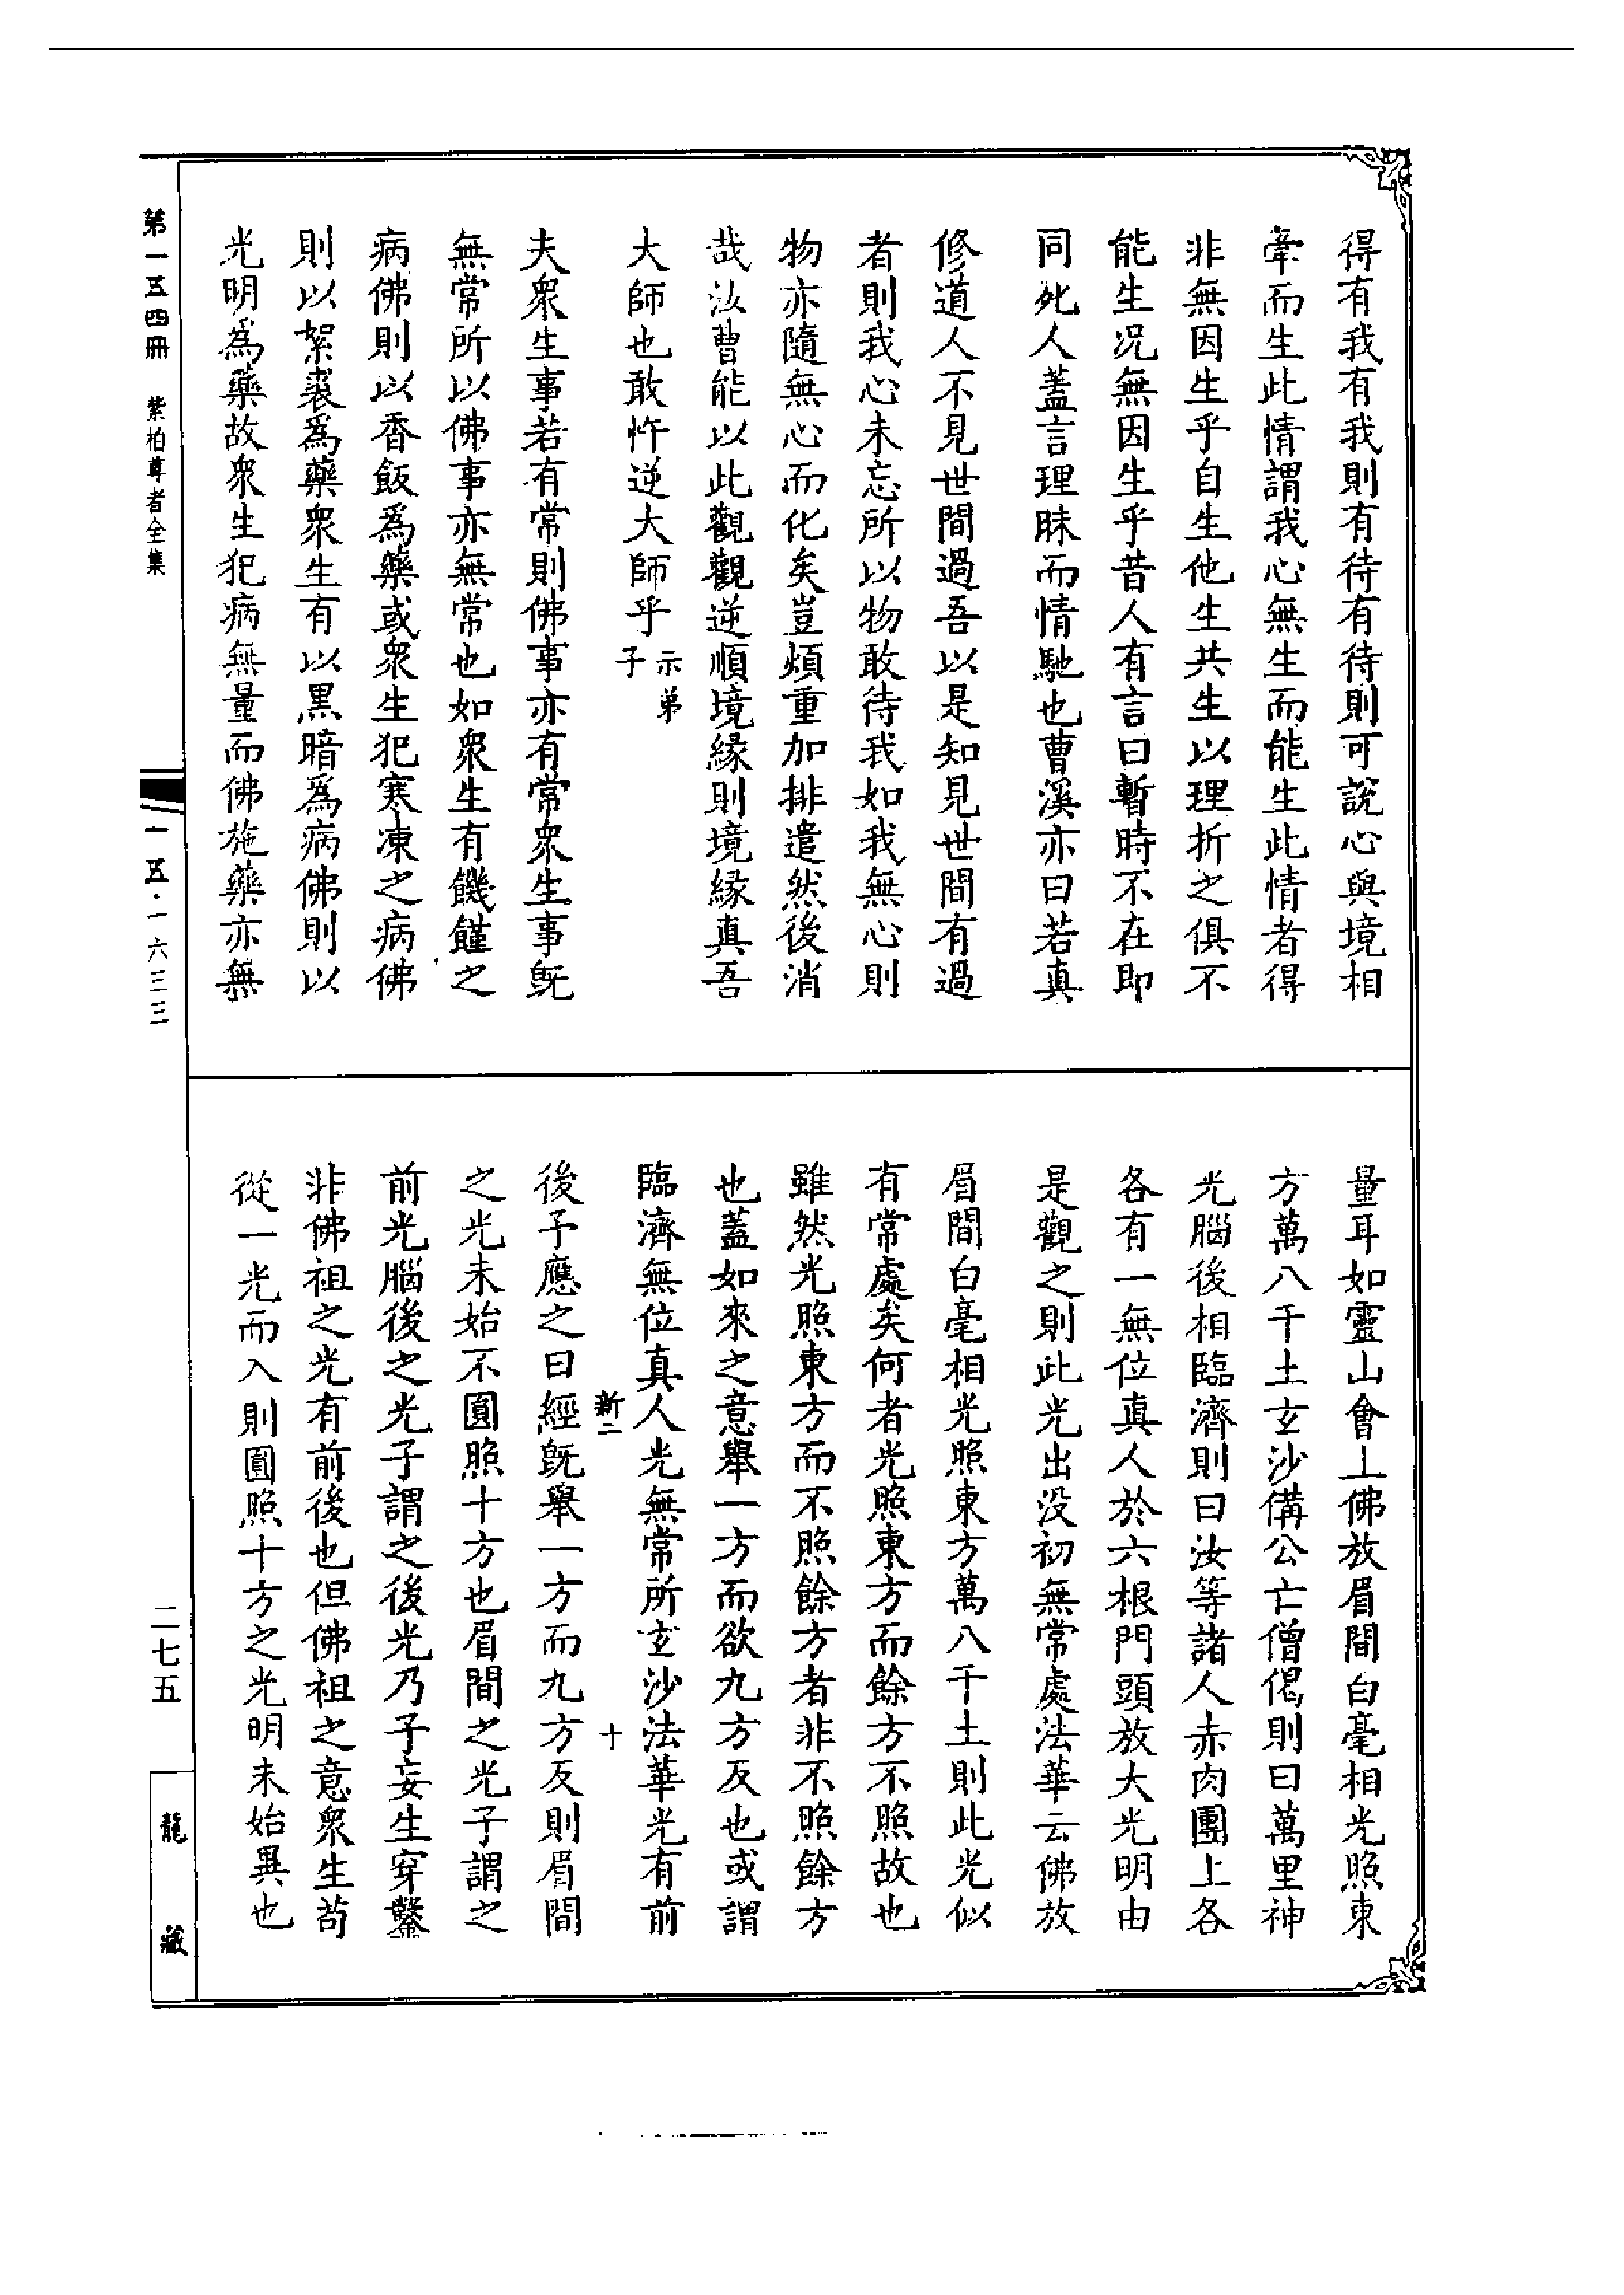 得有我有我則有待有待則可說心與境相
牽而生此情謂我心無生而能生此情者得
非無因生乎自生他生共生以理折之俱不
能生况無因生乎昔人有言曰暫時不在即
同死人蓋言理昧而情馳也曹溪亦曰若真
修道人不見世間過吾以是知見世間有過
者則我心未忘所以物敢待我如我無心則
物亦隨無心而化矣豈煩重加排遣然後消
哉汝曹能以此觀觀逆順境緣則境緣真吾
大師也敢忤逆大師乎示弟子
夫衆生事若有常則佛事亦有常衆生事既
無常所以佛事亦無常也如衆生有饑饉之
病佛則以香飯爲藥或衆生犯寒凍之病佛
則以絮裘爲藥衆生有以黑暗爲病佛則以
光明爲藥故衆生犯病無量而佛施藥亦無
量耳如靈山會上佛放眉間白毫相光照東
方萬八千土玄沙備公亡僧偈則曰萬里神
光腦後相臨濟則曰汝等諸人赤肉團上各
各有一無位真人於六根門頭放大光明由
是觀之則此光出没初無常處法華云佛放
眉間白毫相光照東方萬八千土則此光似
有常處矣何者光照東方而餘方不照故也
雖然光照東方而不照餘方者非不照餘方
也蓋如來之意舉一方而欲九方反也或謂
臨濟無位真人光無常所玄沙法華光有前
新二 十
後予應之曰經既舉一方而九方反則眉間
之光未始不圓照十方也眉間之光子謂之
前光腦後之光子謂之後光乃子妄生穿鑿
非佛祖之光有前後也但佛祖之意衆生苟
從一光而入則圓照十方之光明未始異也
第一五四冊 紫柏尊者全集
一五·一六三三
二七五
龍藏